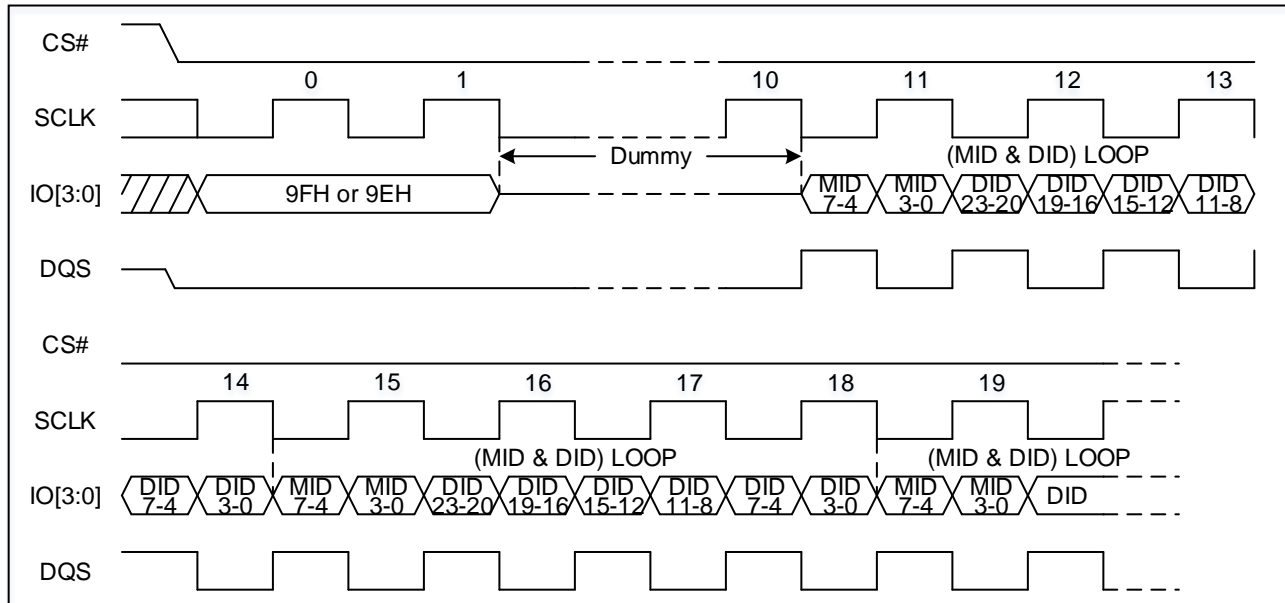 CS#
0 1 10 11 12 13
SCLK
Dummy (MID & DID) LOOP
IO[3:0] 9FH or 9EH MID 7-4 MID 3-0 DID 23-20 DID 19-16 DID 15-12 DID 11-8
DQS
CS#
14 15 16 17 18 19
SCLK
(MID & DID) LOOP (MID & DID) LOOP
IO[3:0] DID 7-4 DID 3-0 MID 7-4 MID 3-0 DID 23-20 DID 19-16 DID 15-12 DID 11-8 DID 7-4 DID 3-0 MID 7-4 MID 3-0 DID
DQS